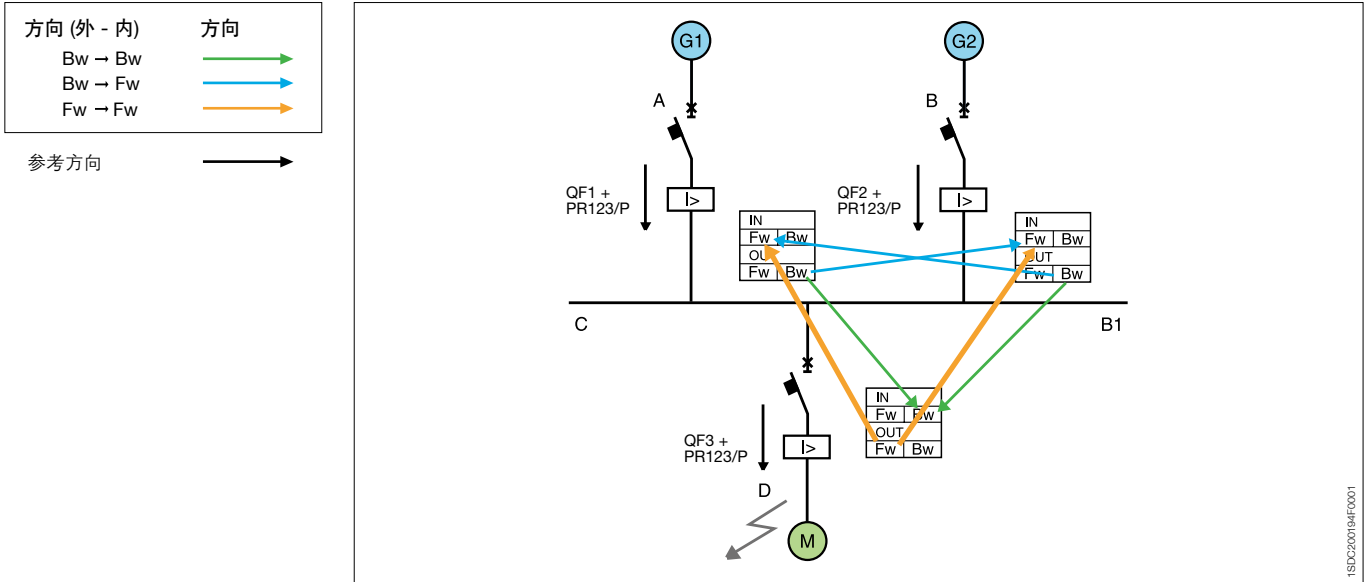 方向 (外 - 内) 方向
Bw → Bw
Bw → Fw
Fw → Fw
参考方向
G1
G2
A
B
QF1 +
PR123/P
I>
QF2 +
PR123/P
I>
IN
Fw Bw
OUT
Fw Bw
IN
Fw Bw
OUT
Fw Bw
C
B1
IN
Fw Bw
OUT
Fw Bw
QF3 +
PR123/P
I>
D
M
1SDC200194F0001